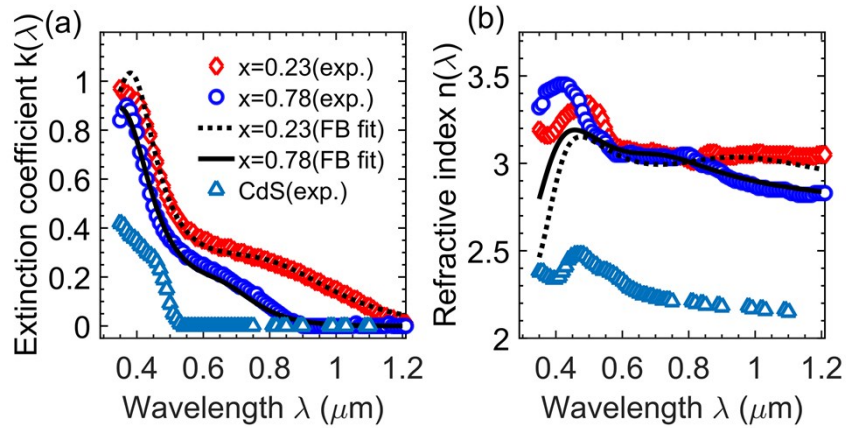 (a)
Extinction coefficient k(λ)
1
0.8
0.6
0.4
0.2
0
x=0.23(exp.)
x=0.78(exp.)
x=0.23(FB fit)
x=0.78(FB fit)
CdS(exp.)
0.4 0.6 0.8 1 1.2
Wavelength λ (μm)
(b)
Refractive index n(λ)
3.5
3
2.5
2
0.4 0.6 0.8 1 1.2
Wavelength λ (μm)